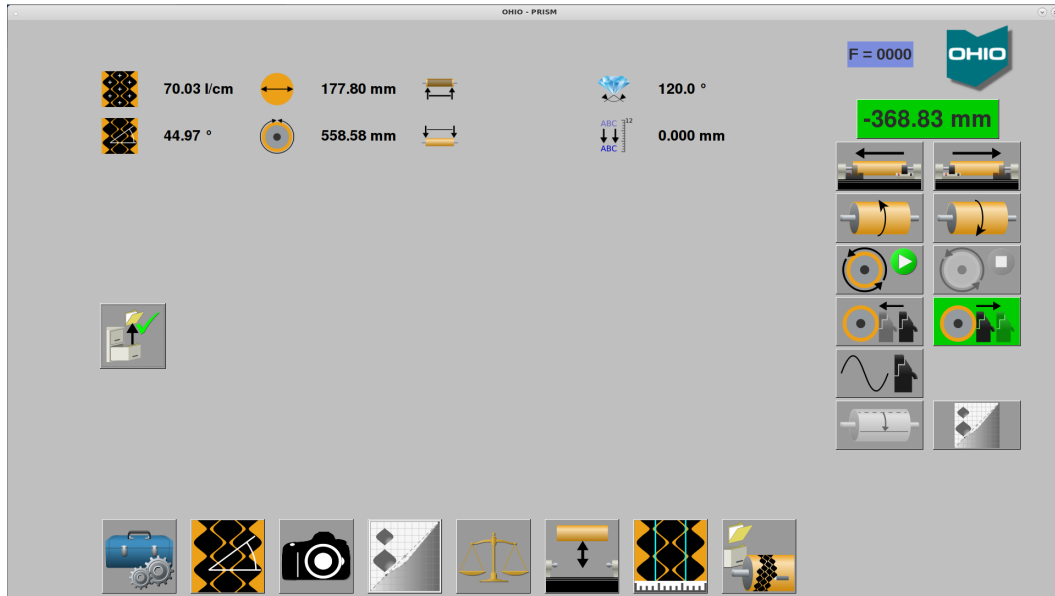 OHIO - PRISM
F = 0000
OHIO
70.03 l/cm
177.80 mm
120.0 °
-368.83 mm
44.97 °
558.58 mm
ABC 12
ABC
0.000 mm